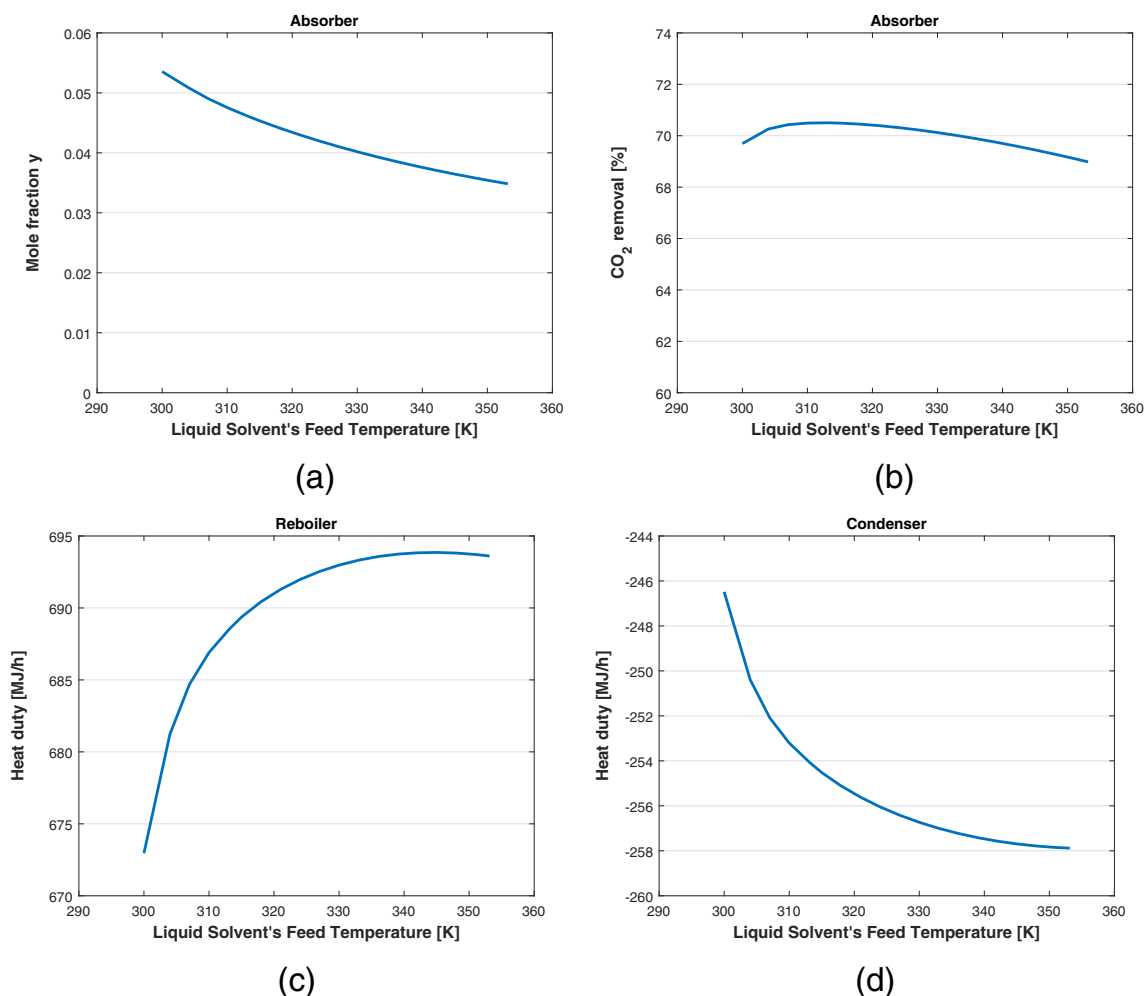 Absorber
0.06
0.05
0.04
0.03
0.02
0.01
0
Mole fraction y
290 300 310 320 330 340 350 360
Liquid Solvent's Feed Temperature [K]
(a)
Absorber
74
72
70
68
66
64
62
60
CO2 removal [%]
290 300 310 320 330 340 350 360
Liquid Solvent's Feed Temperature [K]
(b)
Reboiler
695
690
685
680
675
670
Heat duty [MJ/h]
290 300 310 320 330 340 350 360
Liquid Solvent's Feed Temperature [K]
(c)
Condenser
-244
-246
-248
-250
-252
-254
-256
-258
-260
Heat duty [MJ/h]
290 300 310 320 330 340 350 360
Liquid Solvent's Feed Temperature [K]
(d)